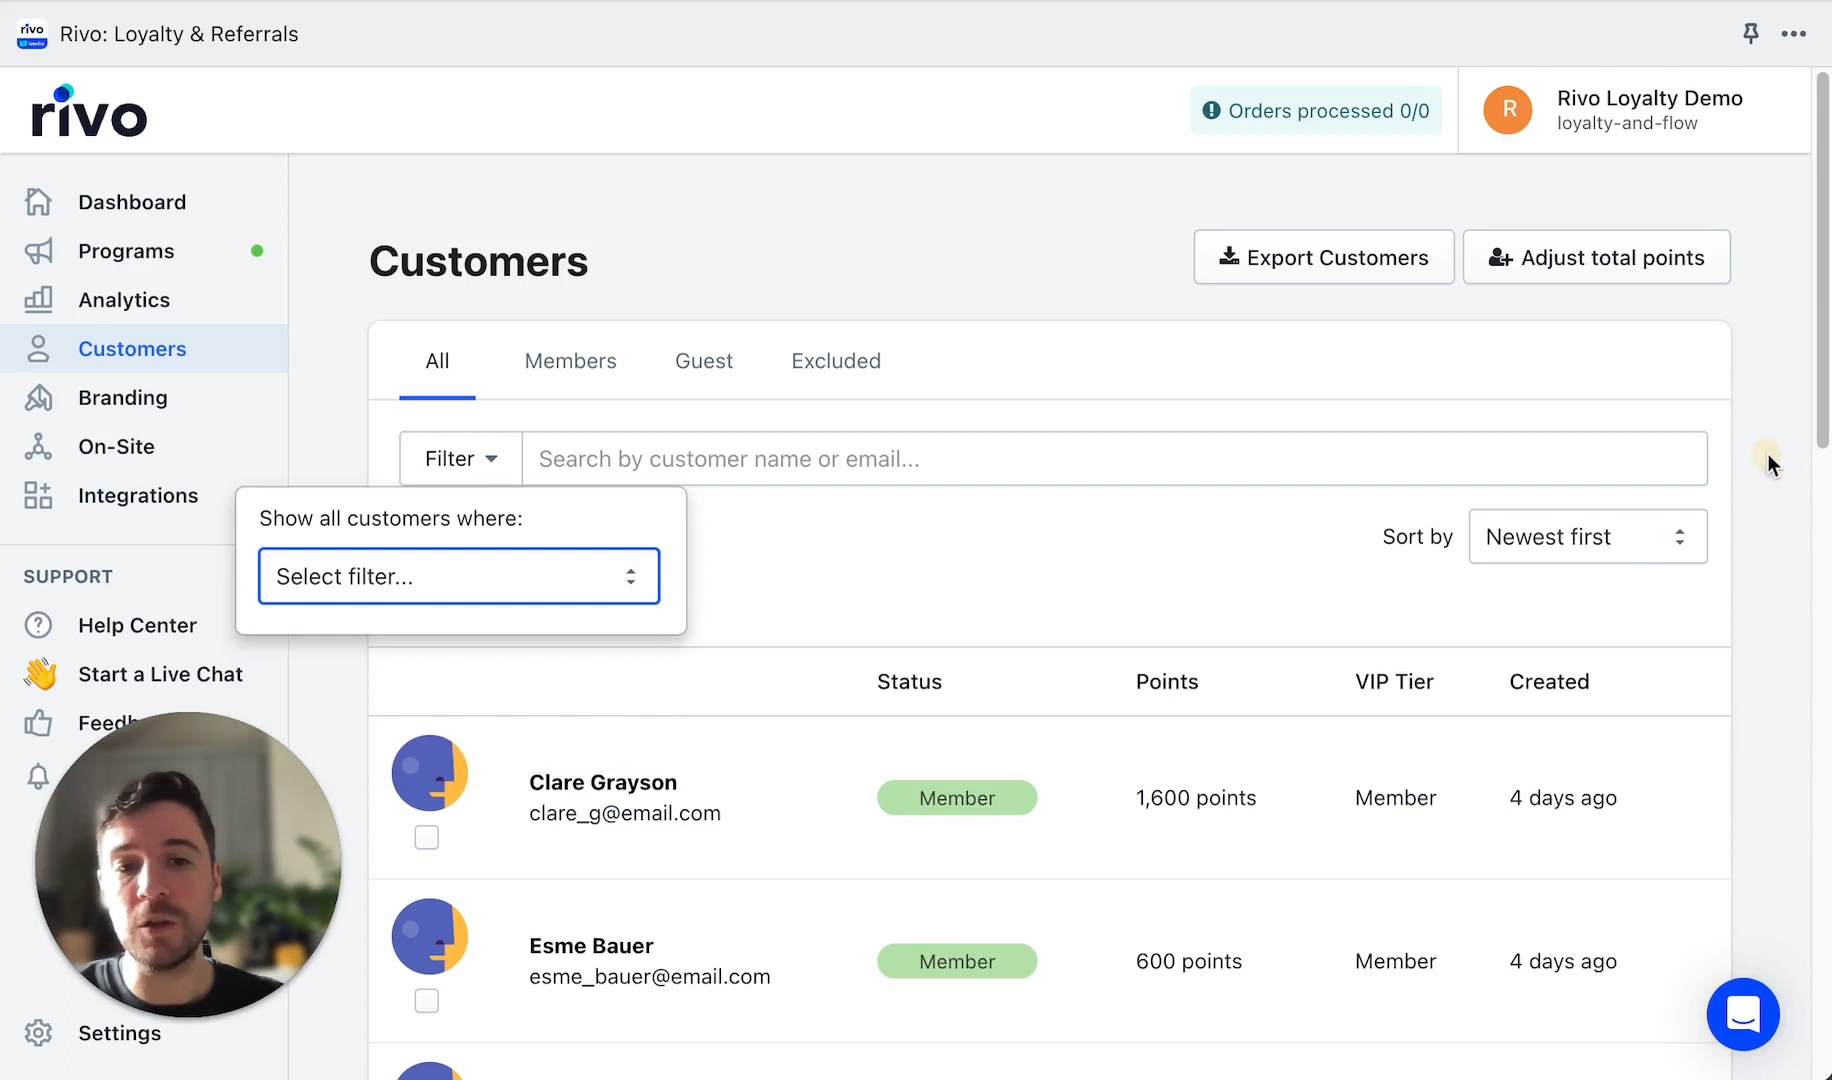 rivo
Rivo: Loyalty & Referrals
rivo
Orders processed 0/0
R
Rivo Loyalty Demo
loyalty-and-flow
Dashboard
Programs
Analytics
Customers
Branding
On-Site
Integrations
SUPPORT
Help Center
Start a Live Chat
Feedb
Settings
Customers
Export Customers
Adjust total points
All
Members
Guest
Excluded
Filter
Search by customer name or email...
Show all customers where:
Select filter...
Sort by
Newest first
Status
Points
VIP Tier
Created
Clare Grayson
clare_g@email.com
Member
1,600 points
Member
4 days ago
Esme Bauer
esme_bauer@email.com
Member
600 points
Member
4 days ago